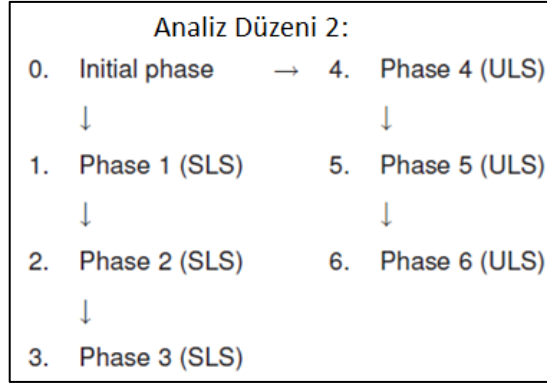 Analiz Düzeni 2:
0. Initial phase → 4. Phase 4 (ULS)
↓ ↓
1. Phase 1 (SLS) 5. Phase 5 (ULS)
↓ ↓
2. Phase 2 (SLS) 6. Phase 6 (ULS)
↓
3. Phase 3 (SLS)